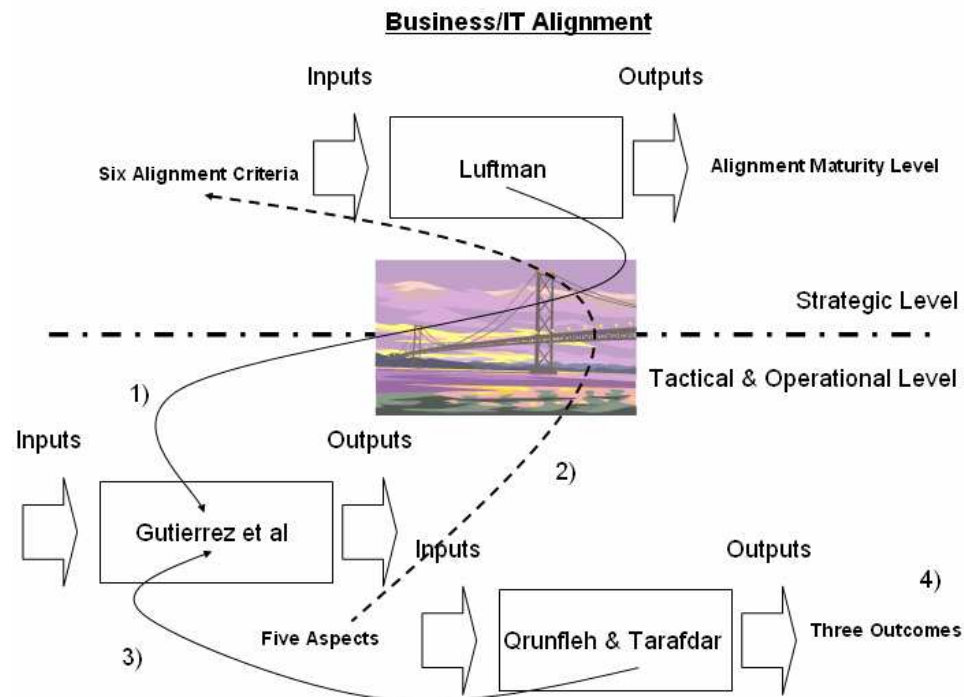 Business/IT Alignment
Inputs
Outputs
Six Alignment Criteria
Luftman
Alignment Maturity Level
Strategic Level
Tactical & Operational Level
1)
Inputs
Outputs
2)
Gutierrez et al
Inputs
Outputs
4)
Five Aspects
Qrunfleh & Tarafdar
Three Outcomes
3)